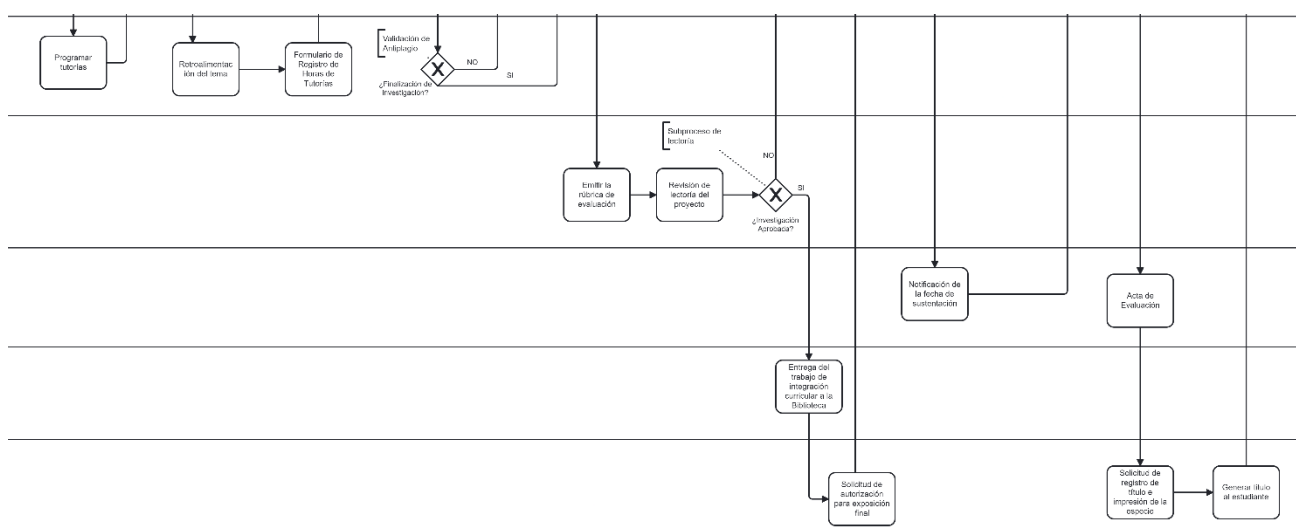 Programar
tutorías
Retroalimentac
ión del tema
Formulario de
Registro de
Horas de
Tutorías
Validación de
Antiplagio
NO
SI
¿Finalización de
Investigación?
Subproceso de
lectoría
NO
SI
Emitir la
rúbrica de
evaluación
Revisión de
lectoría del
proyecto
¿Investigación
Aprobada?
Notificación de
la fecha de
sustentación
Acta de
Evaluación
Entrega del
trabajo de
integración
curricular a la
Biblioteca
Solicitud de
autorización
para exposición
final
Solicitud de
registro de
título e
impresión de la
especie
Generar título
al estudiante